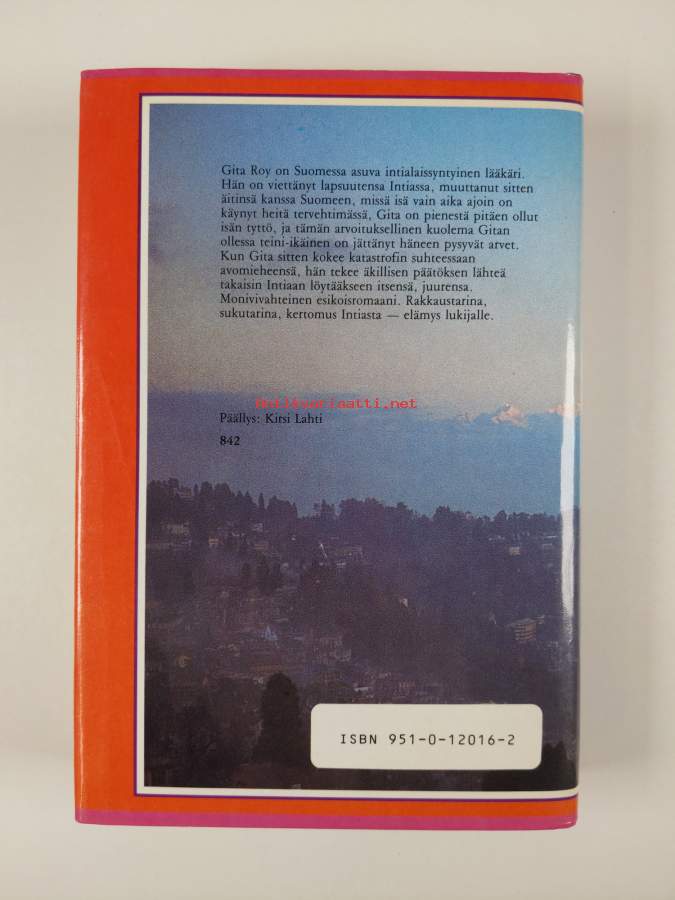 Gita Roy on Suomessa asuva intialaissyntyinen lääkäri.
Hän on viettänyt lapsuutensa Intiassa, muuttanut sitten
äitinsä kanssa Suomeen, missä isä vain aika ajoin on
käynyt heitä tervehtimässä, Gita on pienestä pitäen ollut
isän tyttö, ja tämän arvoituksellinen kuolema Gitan
ollessa teini-ikäinen on jättänyt häneen pysyvät arvet.
Kun Gita sitten kokee katastrofin suhteessaan
avomieheensä, hän tekee äkillisen päätöksen lähteä
takaisin Intiaan löytääkseen itsensä, juurensa.
Monivivahteinen esikoisromaani. Rakkaustarina,
sukutarina, kertomus Intiasta — elämys lukijalle.
antikvariaatti.net
Päällys: Kitsi Lahti
842
ISBN 951-0-12016-2